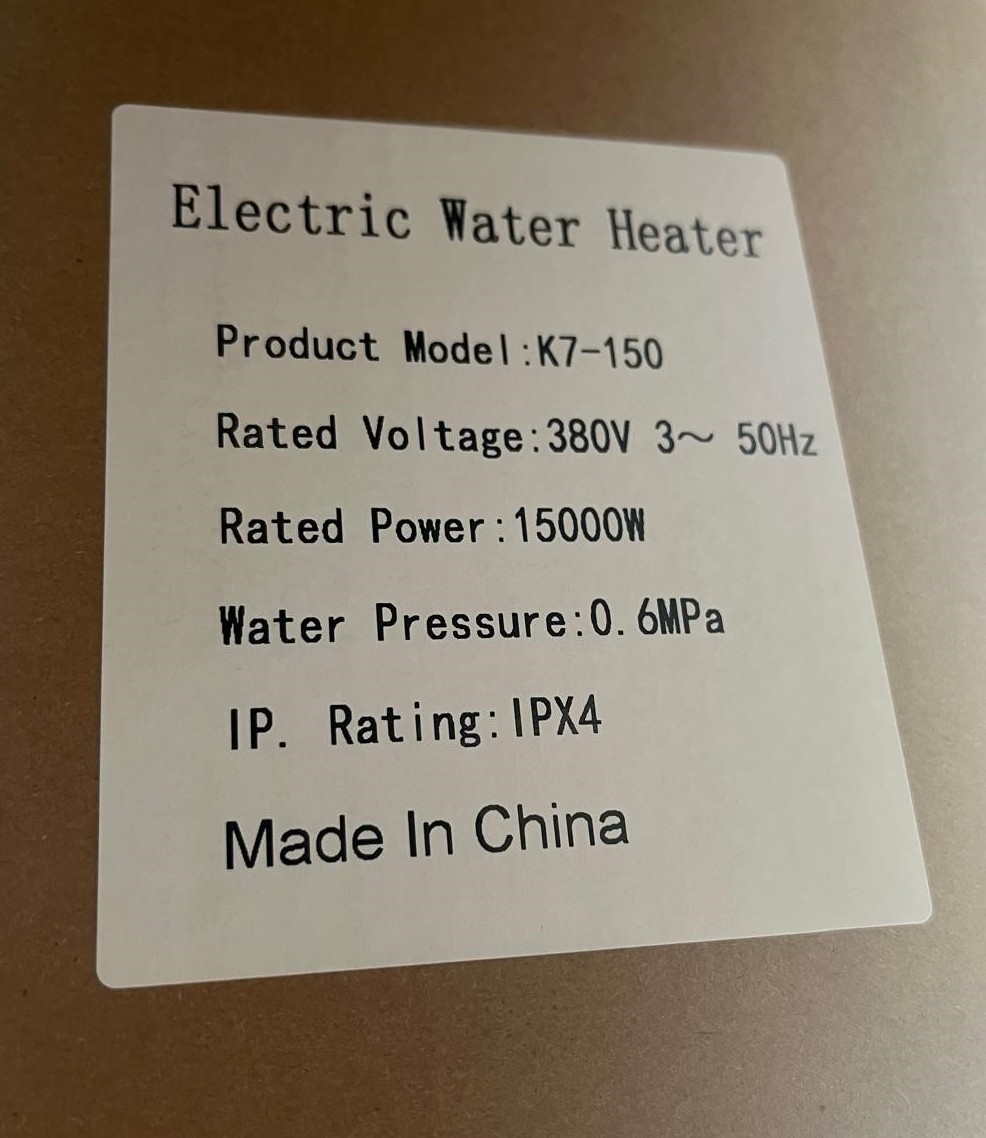 Electric Water Heater
Product Model:K7-150
Rated Voltage:380V 3～ 50Hz
Rated Power:15000W
Water Pressure:0.6MPa
IP. Rating:IPX4
Made In China